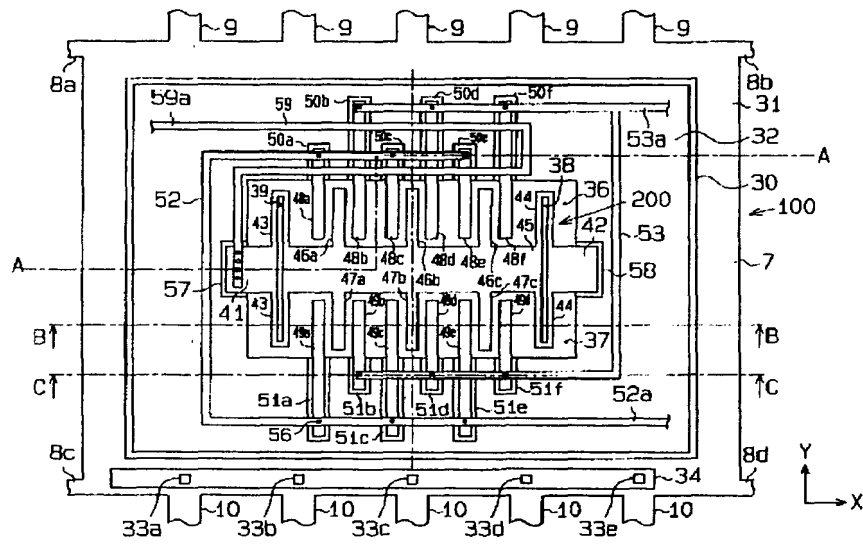 9 9 9 9 9
8a 8b
59a 59 50b 50d 50f 31
50a 50c 50e 53a 32
A
52 39 38 36 30
43 48a 44 200 100
45 42 53
46a 48b 48c 46b 48d 48e 46c 48f 7
A 47a 47b 47c 58
57 41 49b 49d 49f
43 49a 49c 49e 44
B B
37
C C
51a 51b 51d 51f 52a
56 51c 51e
8c 8d
34 Y
X
33a 33b 33c 33d 33e
10 10 10 10 10